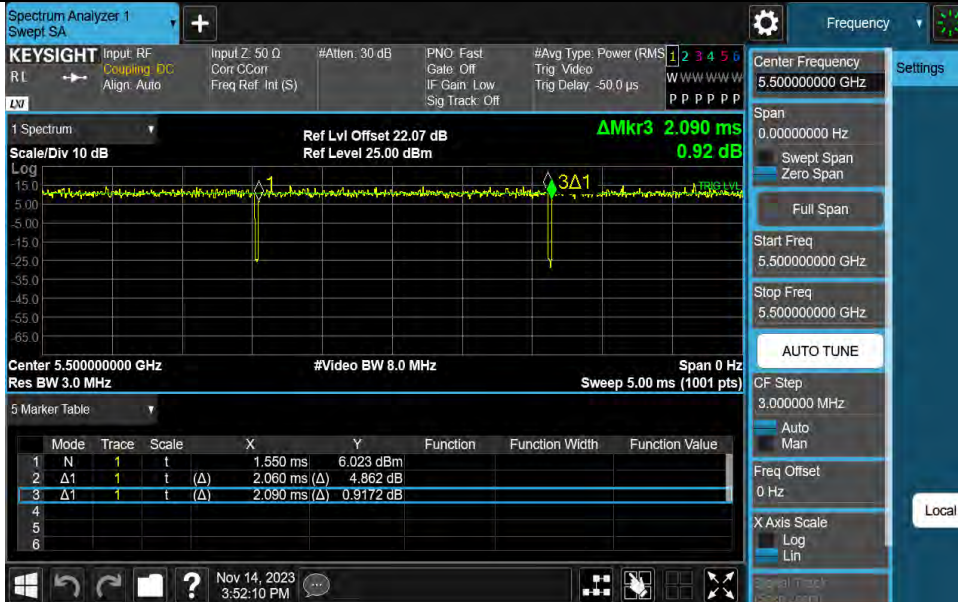 Spectrum Analyzer 1
Swept SA
Frequency
KEYSIGHT
RL
LXI
Input: RF
Coupling: DC
Align: Auto
Input Z: 50 Ω
Corr CCorr
Freq Ref: Int (S)
#Atten: 30 dB
PNO: Fast
Gate: Off
IF Gain: Low
Sig Track: Off
#Avg Type: Power (RMS
Trig: Video
Trig Delay: -50.0 µs
1 2 3 4 5 6
W W W W W W
P P P P P P
1 Spectrum
Scale/Div 10 dB
Log
Ref Lvl Offset 22.07 dB
Ref Level 25.00 dBm
ΔMkr3 2.090 ms
0.92 dB
15.0
5.00
-5.00
-15.0
-25.0
-35.0
-45.0
-55.0
-65.0
1
3Δ1
TRIG LVL
Center 5.500000000 GHz
Res BW 3.0 MHz
#Video BW 8.0 MHz
Span 0 Hz
Sweep 5.00 ms (1001 pts)
5 Marker Table
Mode Trace Scale X Y Function Function Width Function Value
1 N 1 t 1.550 ms 6.023 dBm
2 Δ1 1 t (Δ) 2.060 ms (Δ) 4.862 dB
3 Δ1 1 t (Δ) 2.090 ms (Δ) 0.9172 dB
4
5
6
Nov 14, 2023
3:52:10 PM
Center Frequency
5.500000000 GHz
Span
0.00000000 Hz
Swept Span
Zero Span
Full Span
Start Freq
5.500000000 GHz
Stop Freq
5.500000000 GHz
AUTO TUNE
CF Step
3.000000 MHz
Auto
Man
Freq Offset
0 Hz
X Axis Scale
Log
Lin
Signal Track
Settings
Local